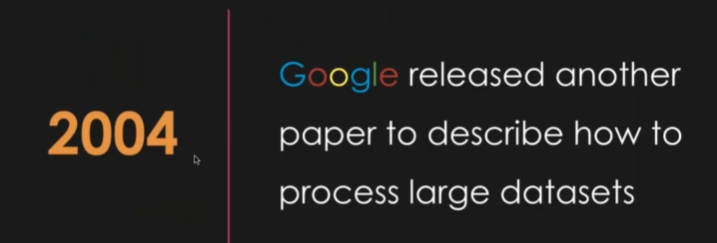 2004
Google released another
paper to describe how to
process large datasets